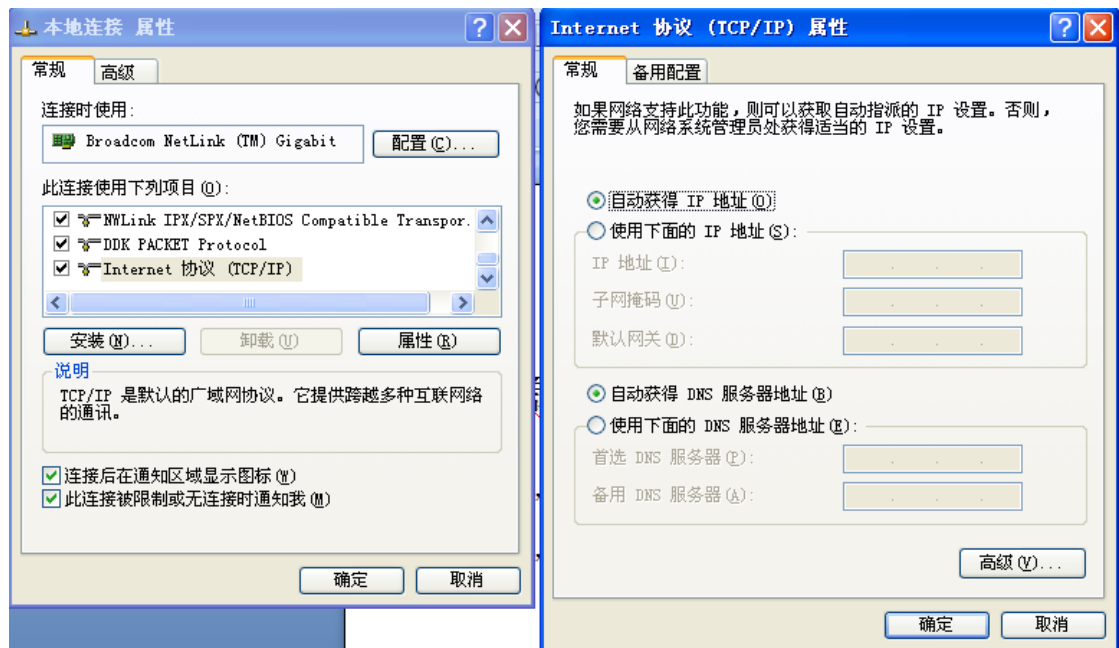 本地连接 属性
常规
高级
连接时使用:
Broadcom NetLink (TM) Gigabit
配置(C)...
此连接使用下列项目(O):
NWLink IPX/SPX/NetBIOS Compatible Transpor.
DDK PACKET Protocol
Internet 协议 (TCP/IP)
安装(N)...
卸载(U)
属性(R)
说明
TCP/IP 是默认的广域网协议。它提供跨越多种互联网络
的通讯。
连接后在通知区域显示图标(W)
此连接被限制或无连接时通知我(M)
确定
取消
Internet 协议 (TCP/IP) 属性
常规
备用配置
如果网络支持此功能,则可以获取自动指派的 IP 设置。否则,
您需要从网络系统管理员处获得适当的 IP 设置。
自动获得 IP 地址(O)
使用下面的 IP 地址(S):
IP 地址(I):
子网掩码(U):
默认网关(D):
自动获得 DNS 服务器地址(B)
使用下面的 DNS 服务器地址(E):
首选 DNS 服务器(P):
备用 DNS 服务器(A):
高级(V)...
确定
取消